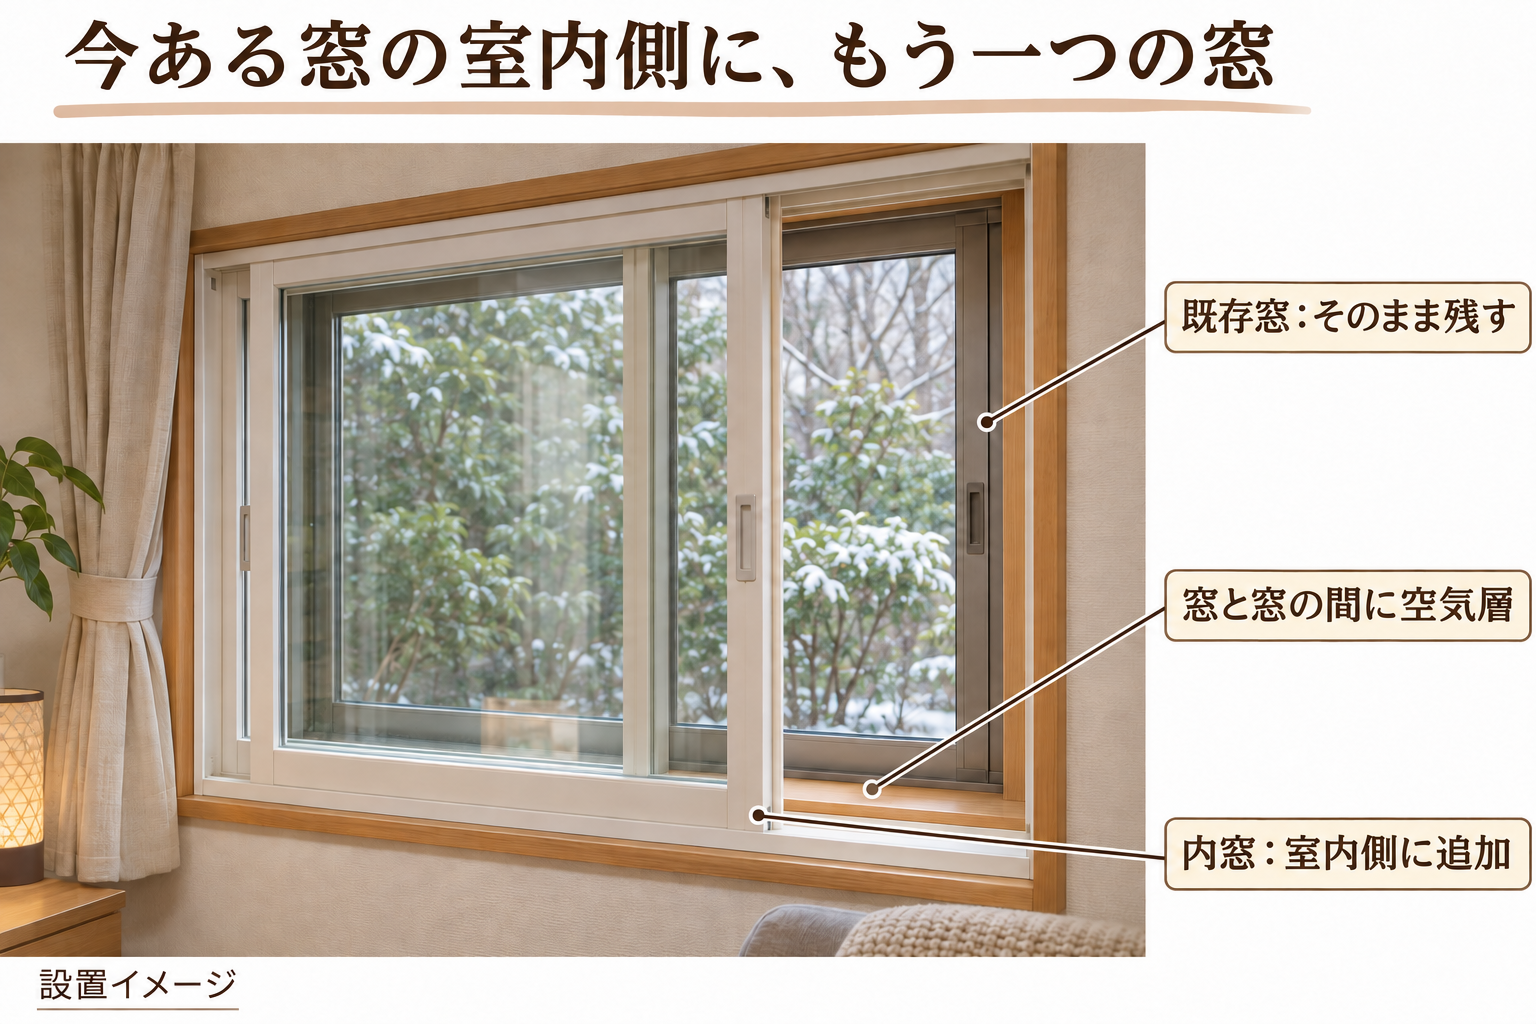 今ある窓の室内側に、もう一つの窓
既存窓：そのまま残す
窓と窓の間に空気層
内窓：室内側に追加
設置イメージ